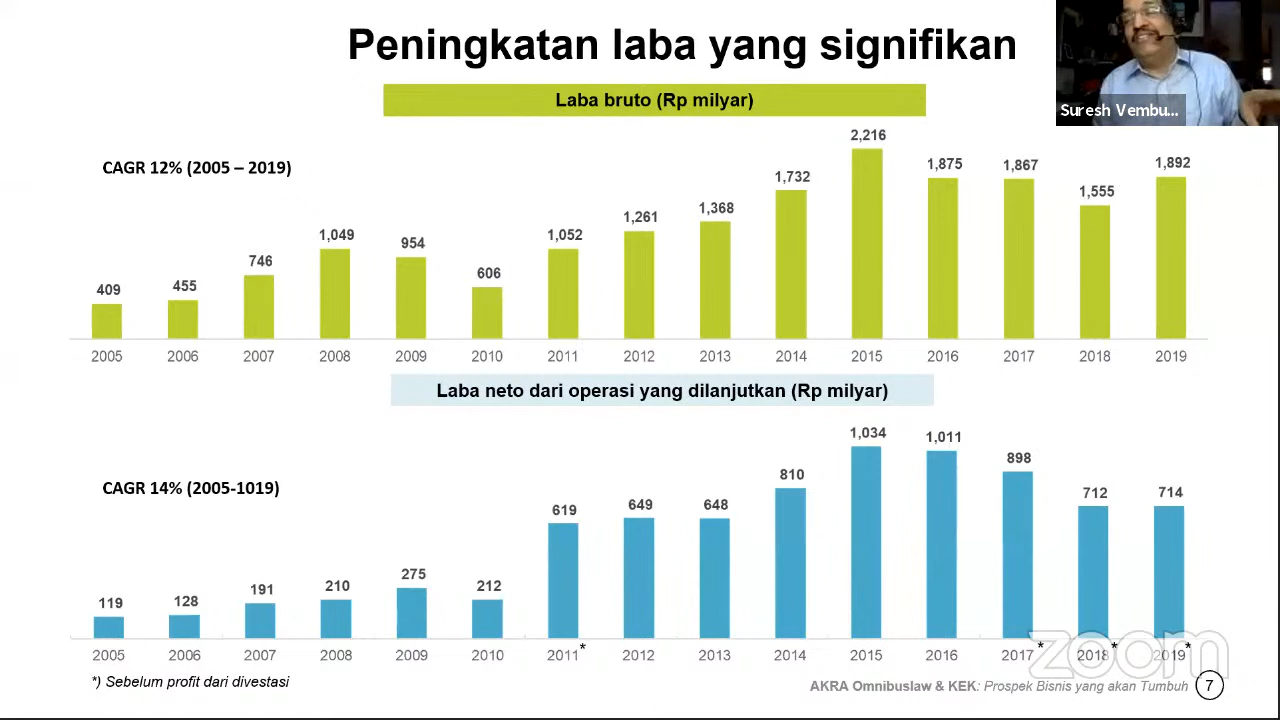 Peningkatan laba yang signifikan
Suresh Vembu...
Laba bruto (Rp milyar)
CAGR 12% (2005 – 2019)
409
455
746
1,049
954
606
1,052
1,261
1,368
1,732
2,216
1,875
1,867
1,555
1,892
2005 2006 2007 2008 2009 2010 2011 2012 2013 2014 2015 2016 2017 2018 2019
Laba neto dari operasi yang dilanjutkan (Rp milyar)
CAGR 14% (2005-1019)
119
128
191
210
275
212
619
649
648
810
1,034
1,011
898
712
714
2005 2006 2007 2008 2009 2010 2011* 2012 2013 2014 2015 2016 2017* 2018* 2019*
zoom
*) Sebelum profit dari divestasi
AKRA Omnibuslaw & KEK: Prospek Bisnis yang akan Tumbuh 7